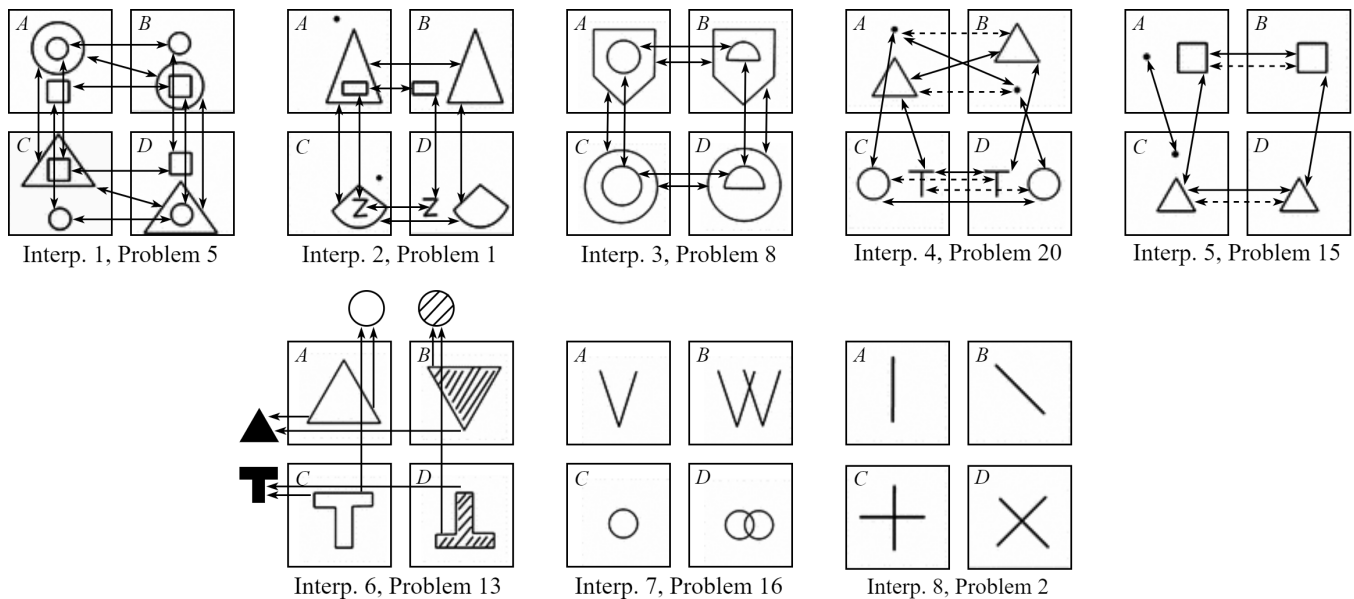 A B A B A B A B A B
C D C D C D C D C D
Interp. 1, Problem 5 Interp. 2, Problem 1 Interp. 3, Problem 8 Interp. 4, Problem 20 Interp. 5, Problem 15
A B A B A B
C D C D C D
Interp. 6, Problem 13 Interp. 7, Problem 16 Interp. 8, Problem 2